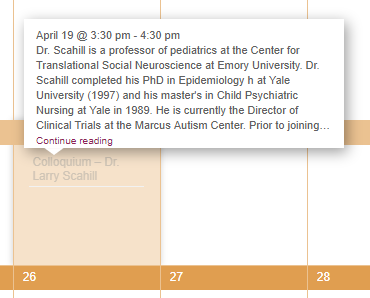 April 19 @ 3:30 pm - 4:30 pm
Dr. Scahill is a professor of pediatrics at the Center for
Translational Social Neuroscience at Emory University. Dr.
Scahill completed his PhD in Epidemiology h at Yale
University (1997) and his master's in Child Psychiatric
Nursing at Yale in 1989. He is currently the Director of
Clinical Trials at the Marcus Autism Center. Prior to joining…
Continue reading
Colloquium – Dr.
Larry Scahill
26 27 28